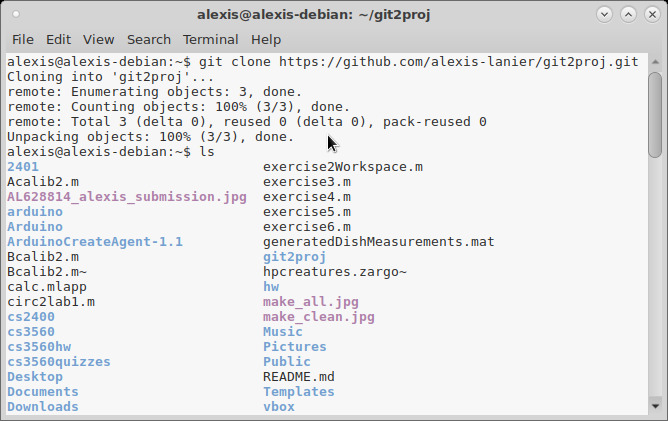 alexis@alexis-debian: ~/git2proj
File Edit View Search Terminal Help
alexis@alexis-debian:~$ git clone https://github.com/alexis-lanier/git2proj.git
Cloning into 'git2proj'...
remote: Enumerating objects: 3, done.
remote: Counting objects: 100% (3/3), done.
remote: Total 3 (delta 0), reused 0 (delta 0), pack-reused 0
Unpacking objects: 100% (3/3), done.
alexis@alexis-debian:~$ ls
2401 exercise2Workspace.m
Acalib2.m exercise3.m
AL628814_alexis_submission.jpg exercise4.m
arduino exercise5.m
Arduino exercise6.m
ArduinoCreateAgent-1.1 generatedDishMeasurements.mat
Bcalib2.m git2proj
Bcalib2.m~ hpcreatures.zargo~
calc.mlapp hw
circ2lab1.m make_all.jpg
cs2400 make_clean.jpg
cs3560 Music
cs3560hw Pictures
cs3560quizzes Public
Desktop README.md
Documents Templates
Downloads vbox